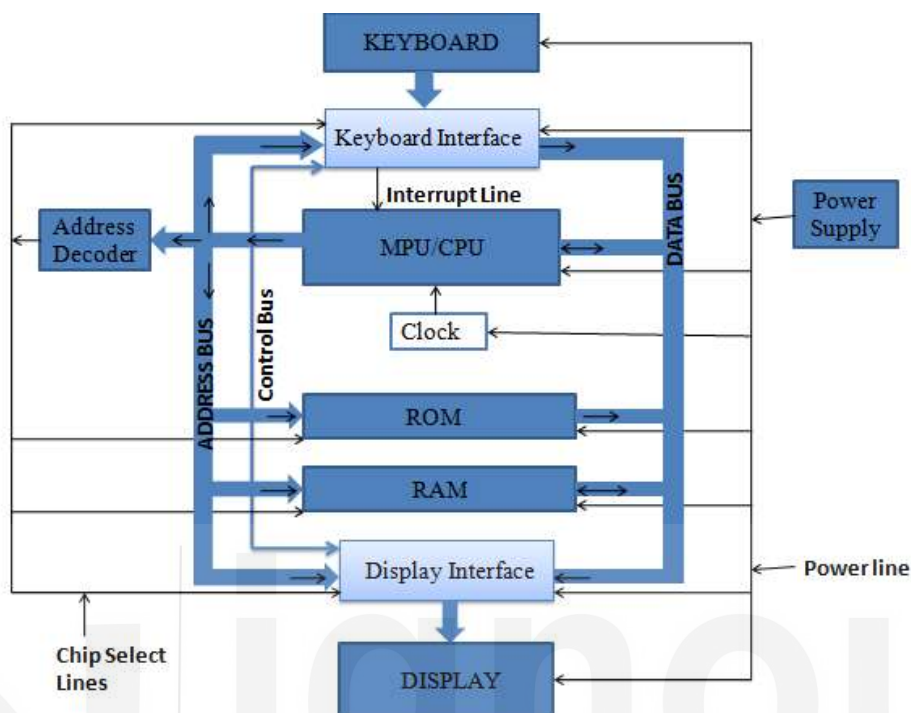 KEYBOARD
Keyboard Interface
Interrupt Line
DATA BUS
Power
Supply
Address
Decoder
MPU/CPU
Clock
ADDRESS BUS
Control Bus
ROM
RAM
Display Interface
Power line
Chip Select
Lines
DISPLAY
ignou